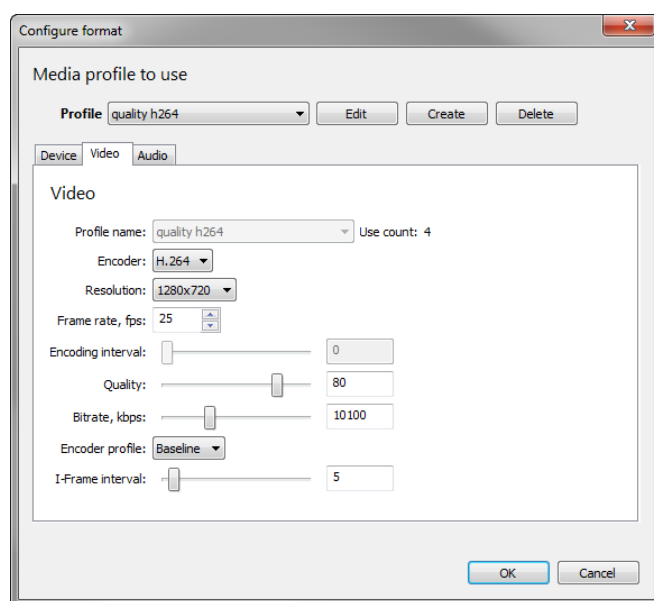 Configure format
Media profile to use
Profile quality h264 Edit Create Delete
Device Video Audio
Video
Profile name: quality h264 Use count: 4
Encoder: H.264
Resolution: 1280x720
Frame rate, fps: 25
Encoding interval: 0
Quality: 80
Bitrate, kbps: 10100
Encoder profile: Baseline
I-Frame interval: 5
OK Cancel